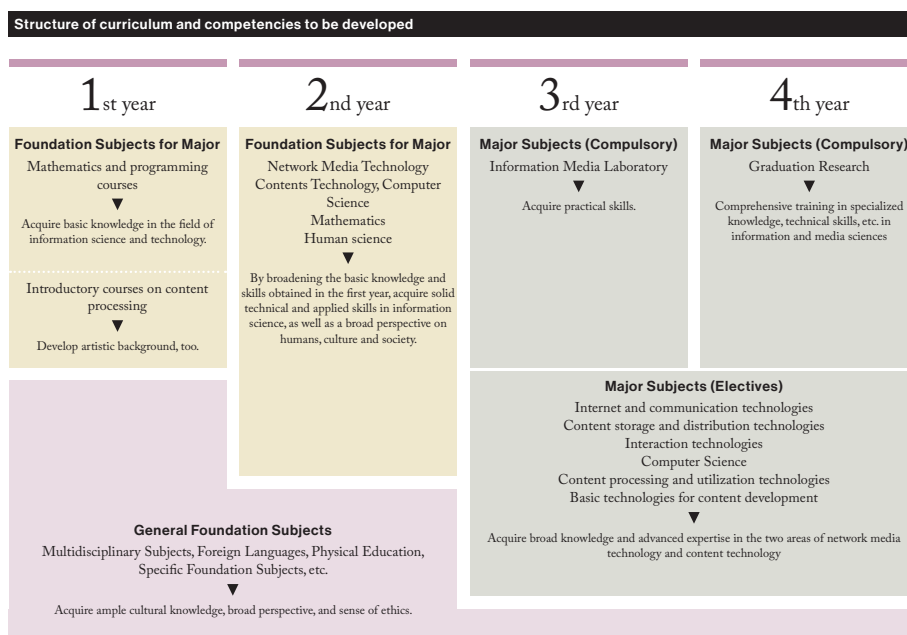 Structure of curriculum and competencies to be developed
1st year
Foundation Subjects for Major
Mathematics and programming
courses
▼
Acquire basic knowledge in the field of
information science and technology.
Introductory courses on content
processing
▼
Develop artistic background, too.
2nd year
Foundation Subjects for Major
Network Media Technology
Contents Technology, Computer
Science
Mathematics
Human science
▼
By broadening the basic knowledge and
skills obtained in the first year, acquire solid
technical and applied skills in information
science, as well as a broad perspective on
humans, culture and society.
3rd year
Major Subjects (Compulsory)
Information Media Laboratory
▼
Acquire practical skills.
4th year
Major Subjects (Compulsory)
Graduation Research
▼
Comprehensive training in specialized
knowledge, technical skills, etc. in
information and media sciences
Major Subjects (Electives)
Internet and communication technologies
Content storage and distribution technologies
Interaction technologies
Computer Science
Content processing and utilization technologies
Basic technologies for content development
▼
Acquire broad knowledge and advanced expertise in the two areas of network media
technology and content technology
General Foundation Subjects
Multidisciplinary Subjects, Foreign Languages, Physical Education,
Specific Foundation Subjects, etc.
▼
Acquire ample cultural knowledge, broad perspective, and sense of ethics.